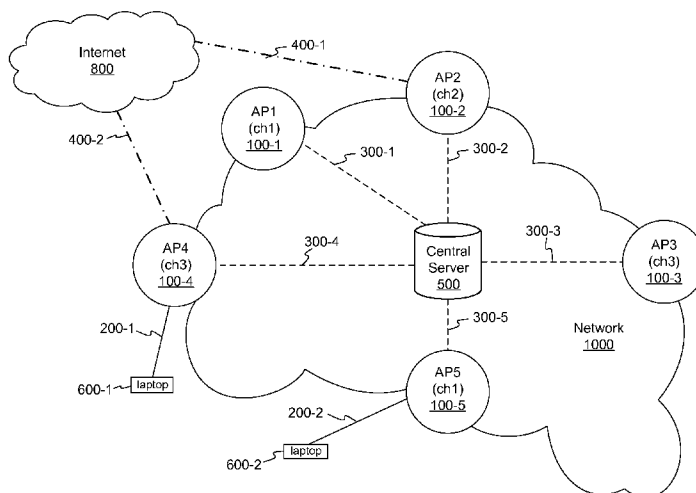 400-1
Internet
800
AP2
(ch2)
100-2
AP1
(ch1)
100-1
400-2
300-1
300-2
AP4
(ch3)
100-4
300-4
Central
Server
500
300-3
AP3
(ch3)
100-3
200-1
300-5
Network
1000
600-1
laptop
AP5
(ch1)
100-5
200-2
600-2
laptop